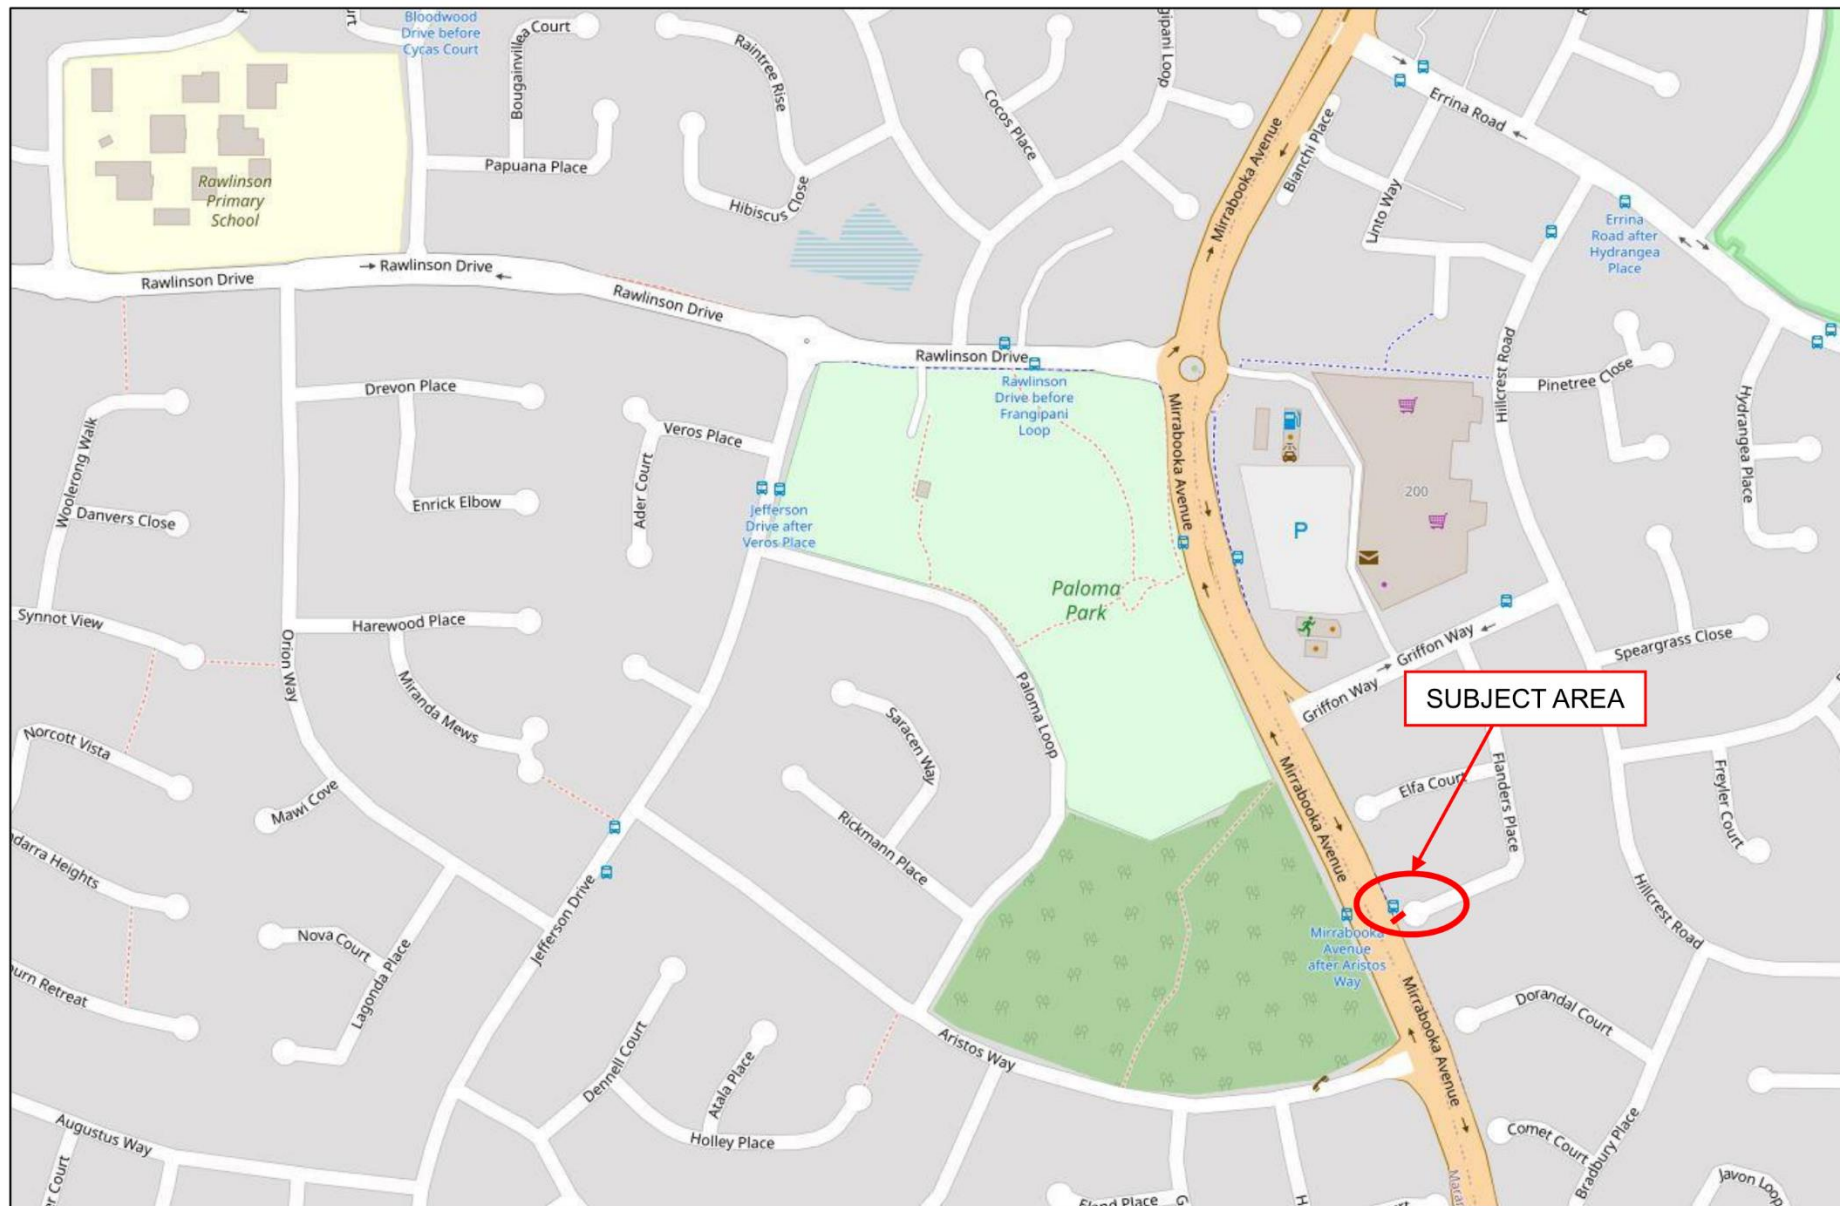 Bloodwood
Drive before
Cycas Court
Bougainvillea Court
Raintree Rise
Cocos Place
Papuana Place
Hibiscus Close
Rawlinson
Primary
School
Mirrabooka Avenue
Bianchi Place
Errina Road
Linto Way
Errina
Road after
Hydrangea
Place
Rawlinson Drive
Rawlinson Drive
Rawlinson Drive
Rawlinson Drive
Rawlinson
Drive before
Frangipani
Loop
Hillcrest Road
Pinetree Close
Hydrangea Place
Drevon Place
Veros Place
Ader Court
Woolerong Walk
Danvers Close
Enrick Elbow
Jefferson
Drive after
Veros Place
Mirrabooka Avenue
200
P
Paloma
Park
Synnot View
Harewood Place
Orion Way
Miranda Mews
Norcott Vista
Mawi Cove
Paloma Loop
Saracen Way
Rickmann Place
Griffon Way
Griffon Way
Speargrass Close
SUBJECT AREA
Mirrabooka Avenue
Elfa Court
Flanders Place
Freyler Court
Hillcrest Road
Nova Court
Lagonda Place
Jefferson Drive
Mirrabooka
Avenue
after Aristos
Way
Mirrabooka Avenue
Dorandal Court
Aristos Way
Dennell Court
Atala Place
Holley Place
Augustus Way
Comet Court
Bradbury Place
Javon Loop